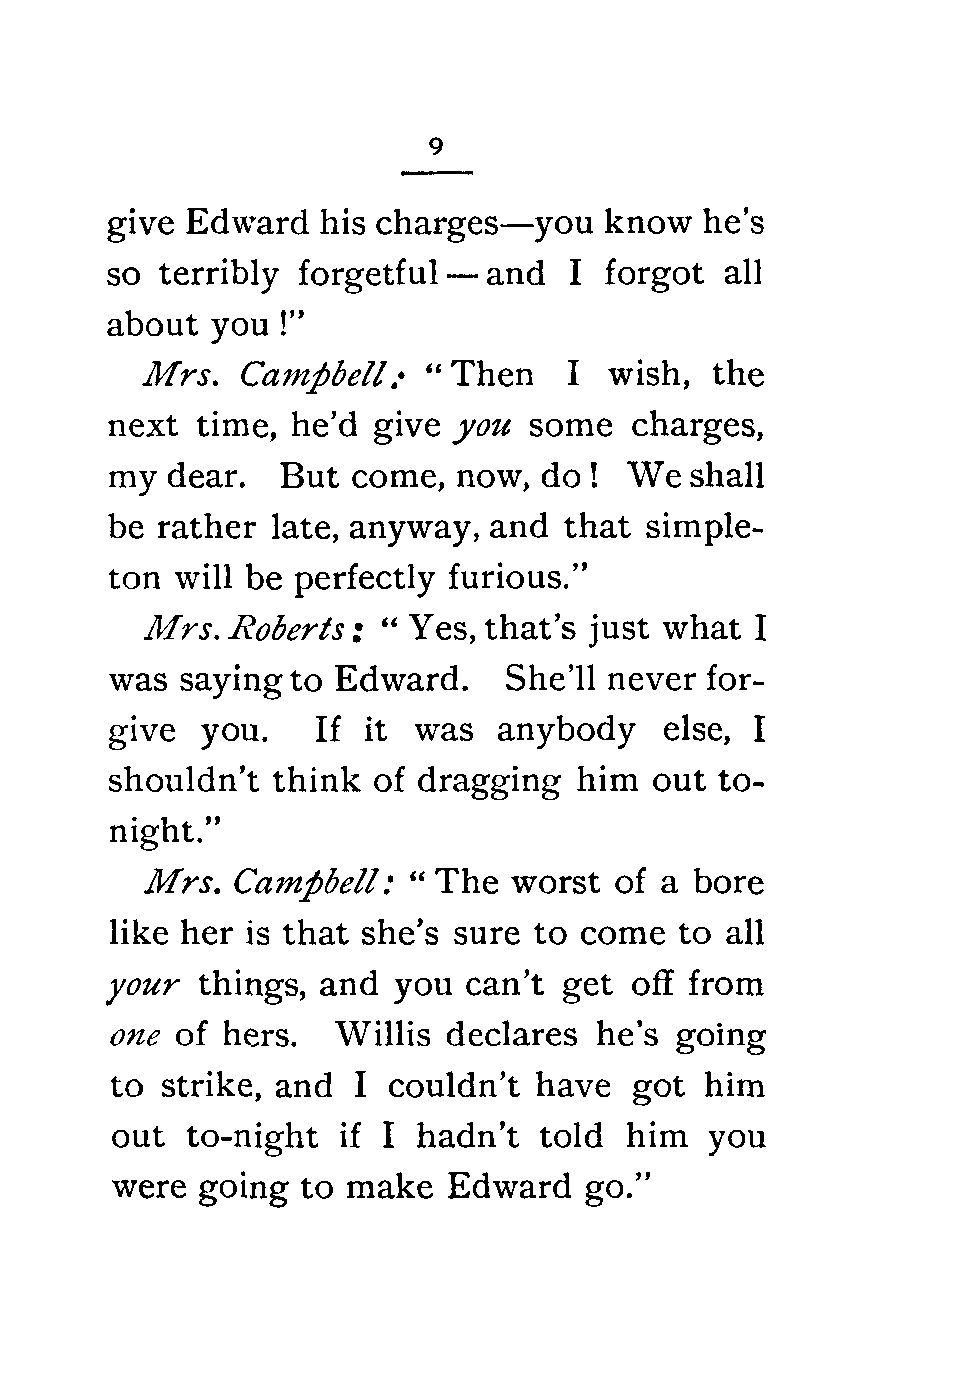 9
give Edward his charges—you know he's
so terribly forgetful — and I forgot all
about you !"
Mrs. Campbell: "Then I wish, the
next time, he'd give you some charges,
my dear. But come, now, do ! We shall
be rather late, anyway, and that simple-
ton will be perfectly furious."
Mrs. Roberts : " Yes, that's just what I
was saying to Edward. She'll never for-
give you. If it was anybody else, I
shouldn't think of dragging him out to-
night."
Mrs. Campbell: " The worst of a bore
like her is that she's sure to come to all
your things, and you can't get off from
one of hers. Willis declares he's going
to strike, and I couldn't have got him
out to-night if I hadn't told him you
were going to make Edward go."